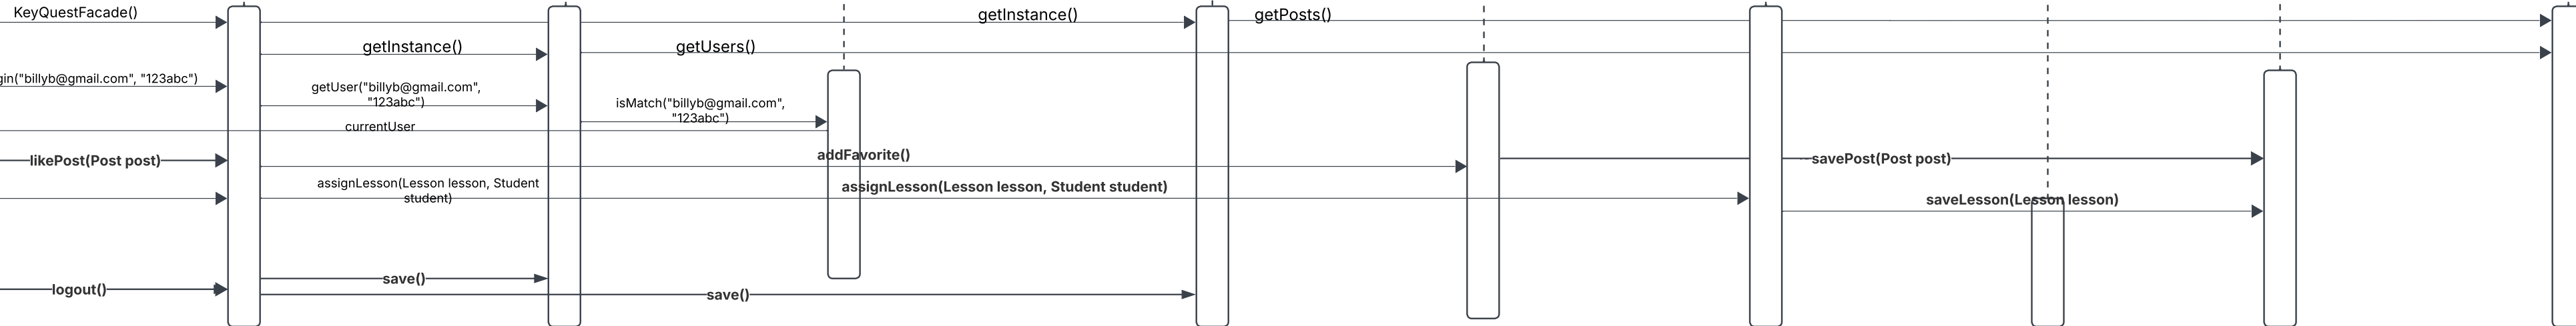 KeyQuestFacade()
getInstance()
getPosts()
getInstance()
getUsers()
gin("billyb@gmail.com", "123abc")
getUser("billyb@gmail.com",
"123abc")
isMatch("billyb@gmail.com",
"123abc")
currentUser
likePost(Post post)
addFavorite()
savePost(Post post)
assignLesson(Lesson lesson, Student
student)
assignLesson(Lesson lesson, Student student)
saveLesson(Lesson lesson)
save()
logout()
save()